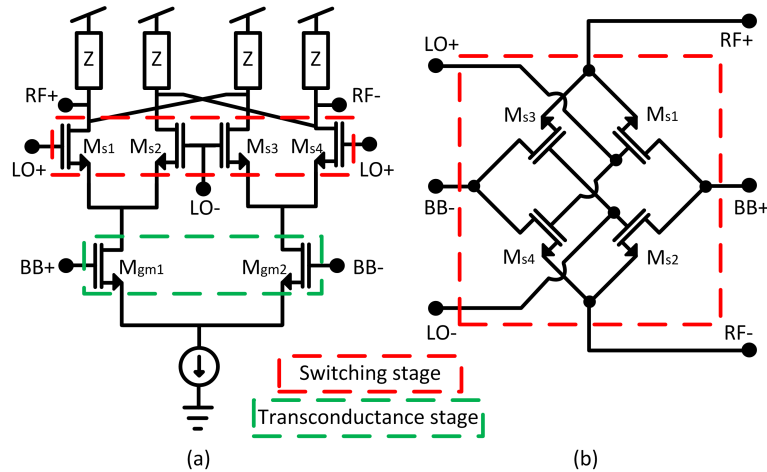 Z Z Z Z
RF+ RF-
LO+ Ms1 Ms2 Ms3 Ms4 LO+
LO-
BB+ Mgm1 Mgm2 BB-
Switching stage
Transconductance stage
(a)
RF+
LO+
Ms3 Ms1
BB- BB+
Ms4 Ms2
LO-
RF-
(b)